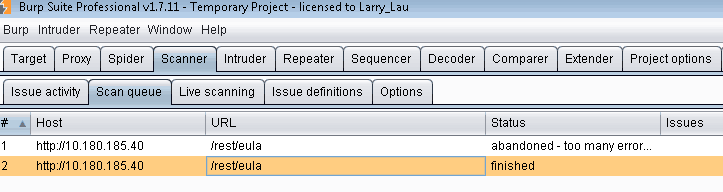 Burp Suite Professional v1.7.11 - Temporary Project - licensed to Larry_Lau
Burp Intruder Repeater Window Help
Target Proxy Spider Scanner Intruder Repeater Sequencer Decoder Comparer Extender Project options
Issue activity Scan queue Live scanning Issue definitions Options
# Host URL Status Issues
1 http://10.180.185.40 /rest/eula abandoned - too many error...
2 http://10.180.185.40 /rest/eula finished